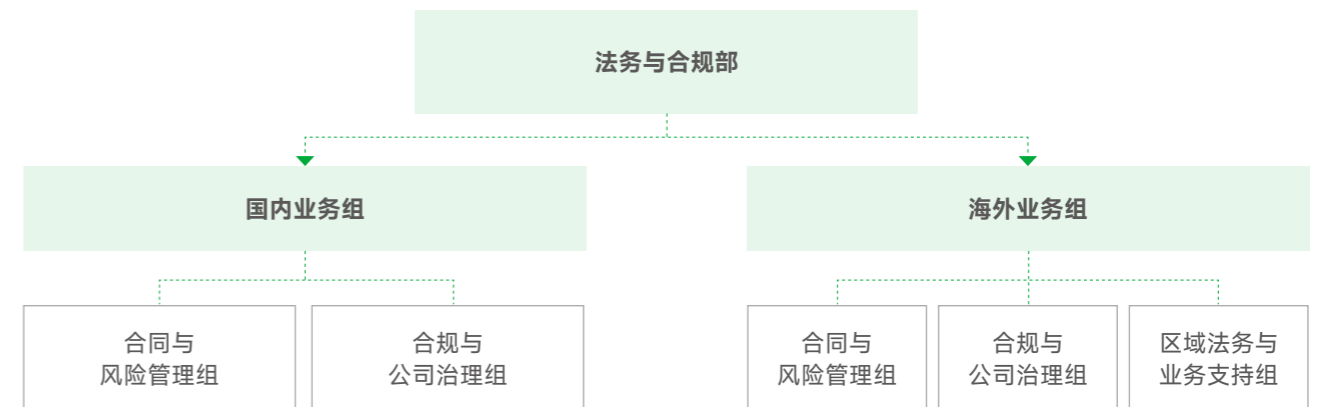 法务与合规部
国内业务组
海外业务组
合同与
风险管理组
合规与
公司治理组
合同与
风险管理组
合规与
公司治理组
区域法务与
业务支持组